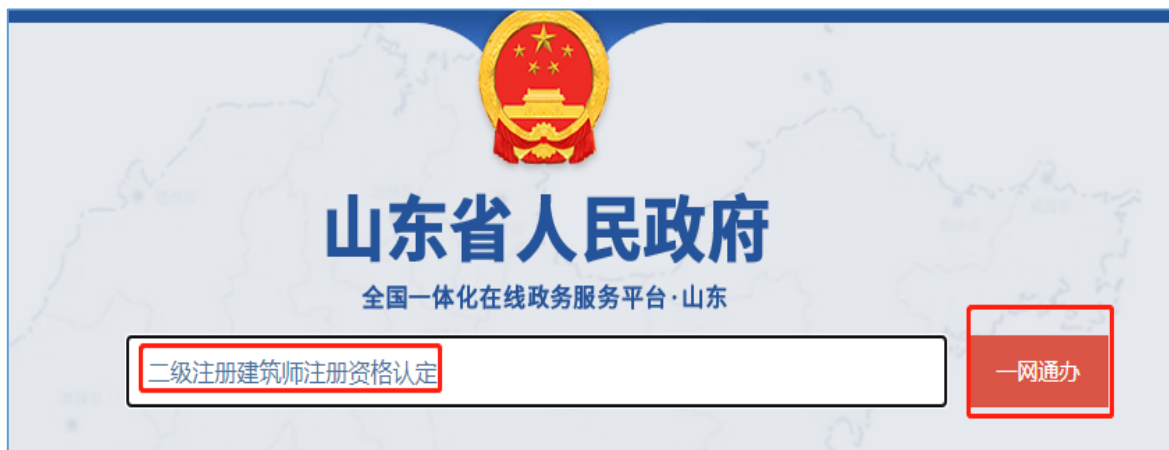 山东省人民政府
全国一体化在线政务服务平台·山东
二级注册建筑师注册资格认定
一网通办